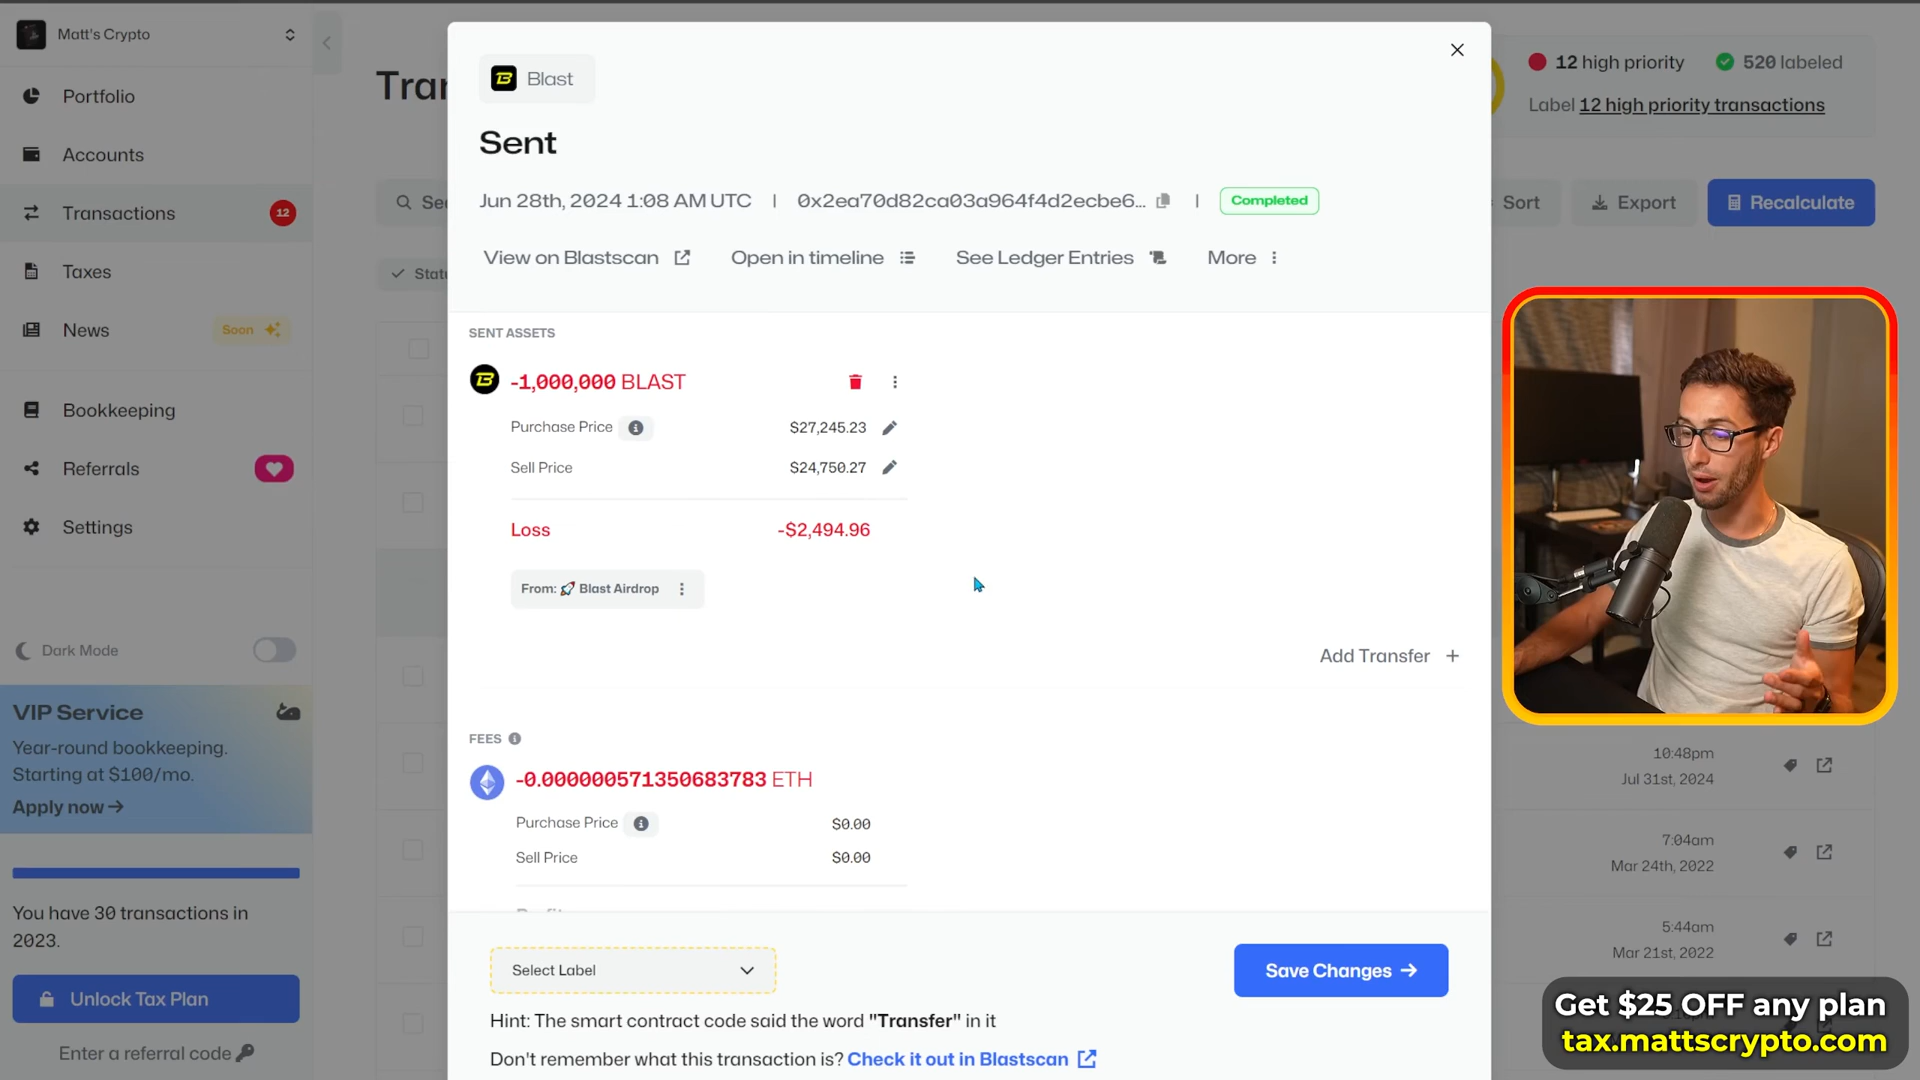 Matt's Crypto
Portfolio
Accounts
Transactions
12
Taxes
News
Soon
Bookkeeping
Referrals
Settings
Dark Mode
VIP Service
Year-round bookkeeping.
Starting at $100/mo.
Apply now
You have 30 transactions in
2023.
Unlock Tax Plan
Enter a referral code
Tran
12 high priority
520 labeled
Label 12 high priority transactions
Sea
Sort
Export
Recalculate
Statu
Blast
Sent
Jun 28th, 2024 1:08 AM UTC | 0x2ea70d82ca03a964f4d2ecbe6... | Completed
View on Blastscan
Open in timeline
See Ledger Entries
More
SENT ASSETS
-1,000,000 BLAST
Purchase Price $27,245.23
Sell Price $24,750.27
Loss -$2,494.96
From: 🚀 Blast Airdrop
Add Transfer +
FEES
-0.000000571350683783 ETH
Purchase Price $0.00
Sell Price $0.00
Select Label
Save Changes
Hint: The smart contract code said the word "Transfer" in it
Don't remember what this transaction is? Check it out in Blastscan
10:48pm
Jul 31st, 2024
7:04am
Mar 24th, 2022
5:44am
Mar 21st, 2022
Get $25 OFF any plan
tax.mattscrypto.com